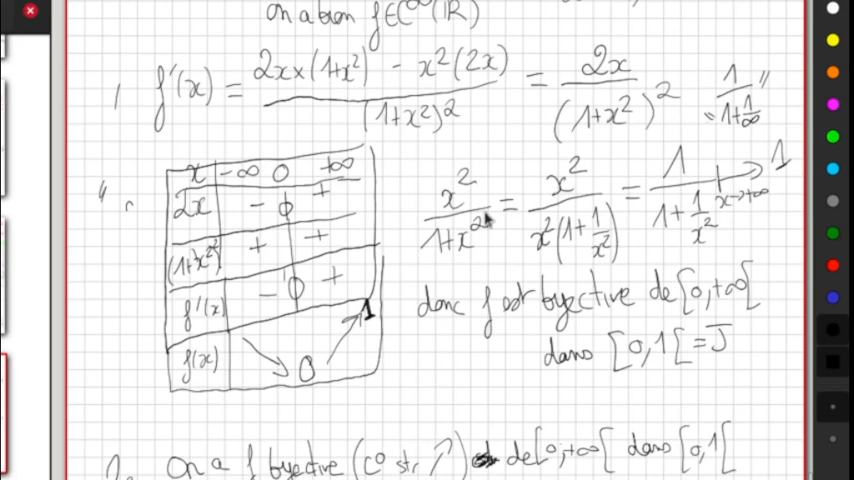 on a bien f∈C^∞(ℝ)
1 f'(x) = (2x×(1+x²) - x²(2x)) / (1+x²)² = 2x / (1+x²)² "1/(1+1/∞)"
x -∞ 0 +∞
2x - 0 +
(1+x²)² + +
f'(x) - 0 +
f(x) ↘ 0 ↗ 1
x²/(1+x²) = x²/(x²(1+1/x²)) = 1/(1+1/x²) ⟼ 1
x→+∞
donc f est byective de [0,+∞[
dans [0,1[ = J
2. On a f byective (C⁰ str ↗) de [0,+∞[ dans [0,1[